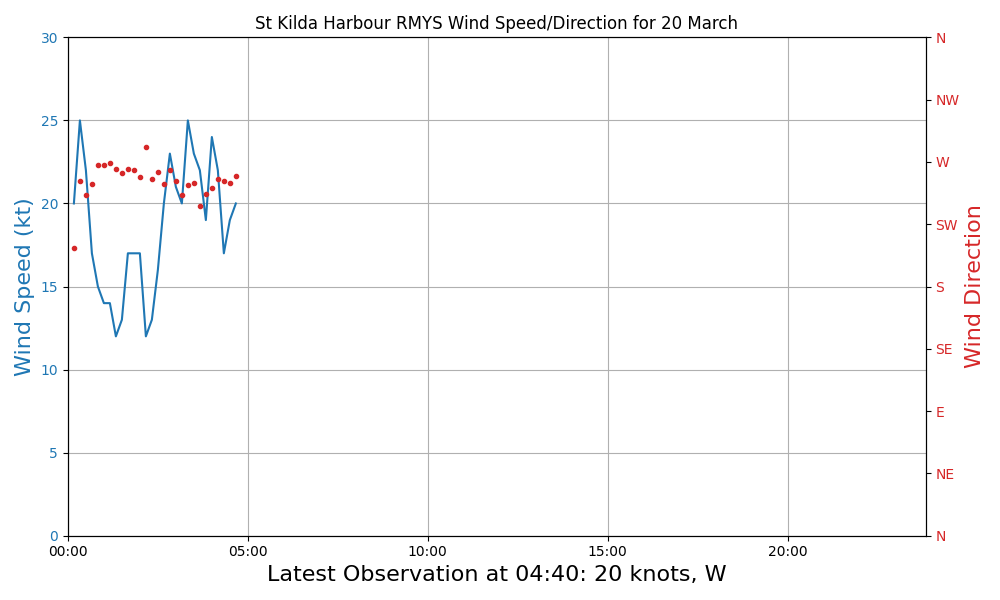 St Kilda Harbour RMYS Wind Speed/Direction for 20 March
Wind Speed (kt)
30
25
20
15
10
5
0
N
NW
W
SW
S
SE
E
NE
N
Wind Direction
00:00 05:00 10:00 15:00 20:00
Latest Observation at 04:40: 20 knots, W